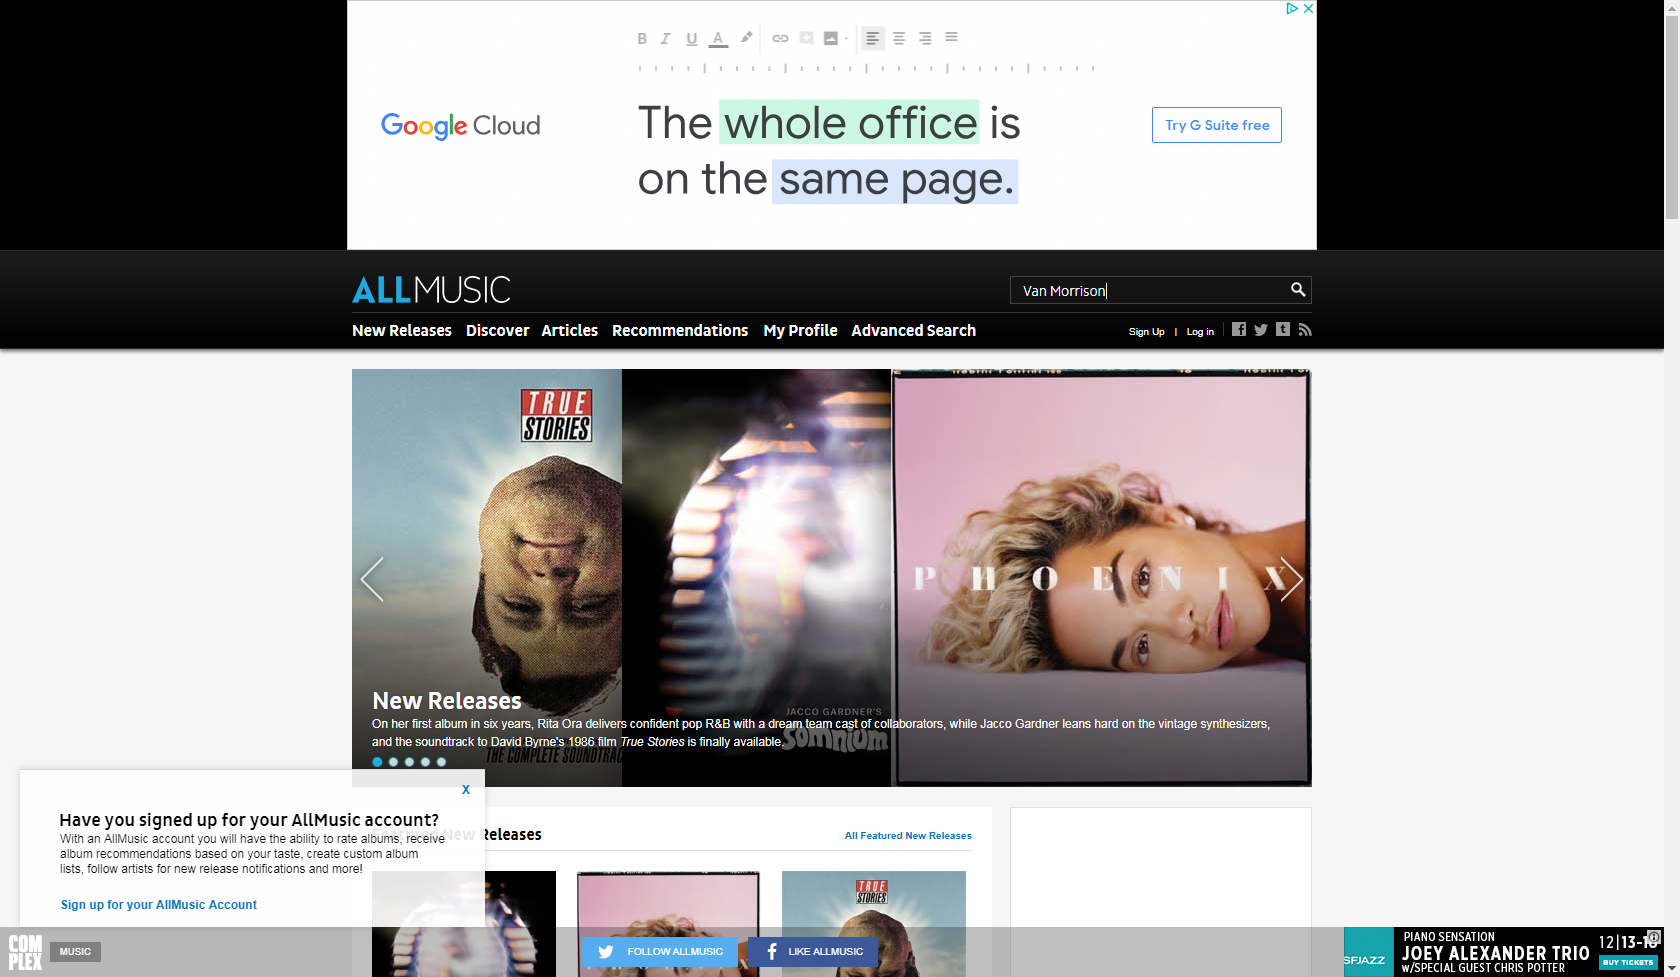 B I U A
Google Cloud
The whole office is
on the same page.
Try G Suite free
ALLMUSIC
Van Morrison
New Releases Discover Articles Recommendations My Profile Advanced Search
Sign Up | Log in
TRUE
STORIES
PHOENIX
New Releases
JACCO GARDNER'S
somnium
On her first album in six years, Rita Ora delivers confident pop R&B with a dream team cast of collaborators, while Jacco Gardner leans hard on the vintage synthesizers,
and the soundtrack to David Byrne's 1986 film True Stories is finally available.
THE COMPLETE SOUNDTRAC
X
Have you signed up for your AllMusic account?
With an AllMusic account you will have the ability to rate albums, receive
album recommendations based on your taste, create custom album
lists, follow artists for new release notifications and more!
Sign up for your AllMusic Account
Featured New Releases
All Featured New Releases
TRUE
STORIES
COM
PLEX
MUSIC
FOLLOW ALLMUSIC
LIKE ALLMUSIC
SFJAZZ
PIANO SENSATION
JOEY ALEXANDER TRIO
W/SPECIAL GUEST CHRIS POTTER
12|13-16
BUY TICKETS